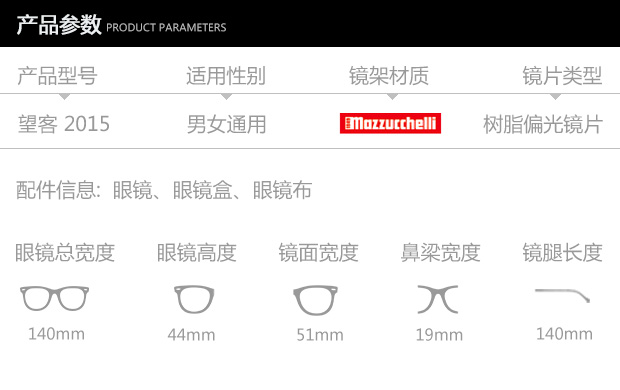 产品参数 PRODUCT PARAMETERS
产品型号 适用性别 镜架材质 镜片类型
望客 2015 男女通用 Mazzucchelli 树脂偏光镜片
配件信息: 眼镜、眼镜盒、眼镜布
眼镜总宽度 眼镜高度 镜面宽度 鼻梁宽度 镜腿长度
140mm 44mm 51mm 19mm 140mm